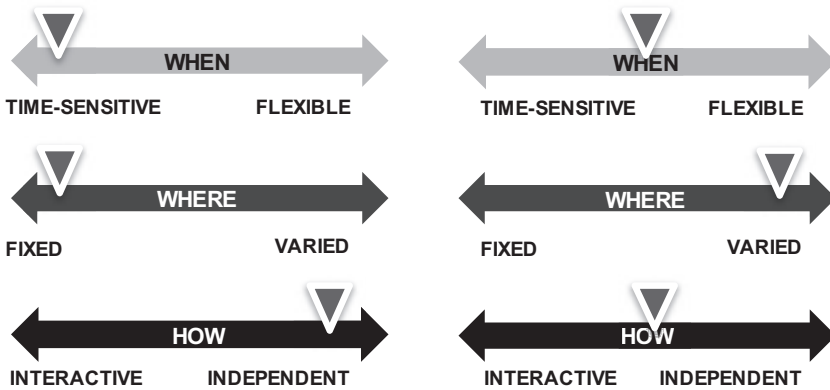 WHEN
TIME-SENSITIVE FLEXIBLE
WHERE
FIXED VARIED
HOW
INTERACTIVE INDEPENDENT
WHEN
TIME-SENSITIVE FLEXIBLE
WHERE
FIXED VARIED
HOW
INTERACTIVE INDEPENDENT